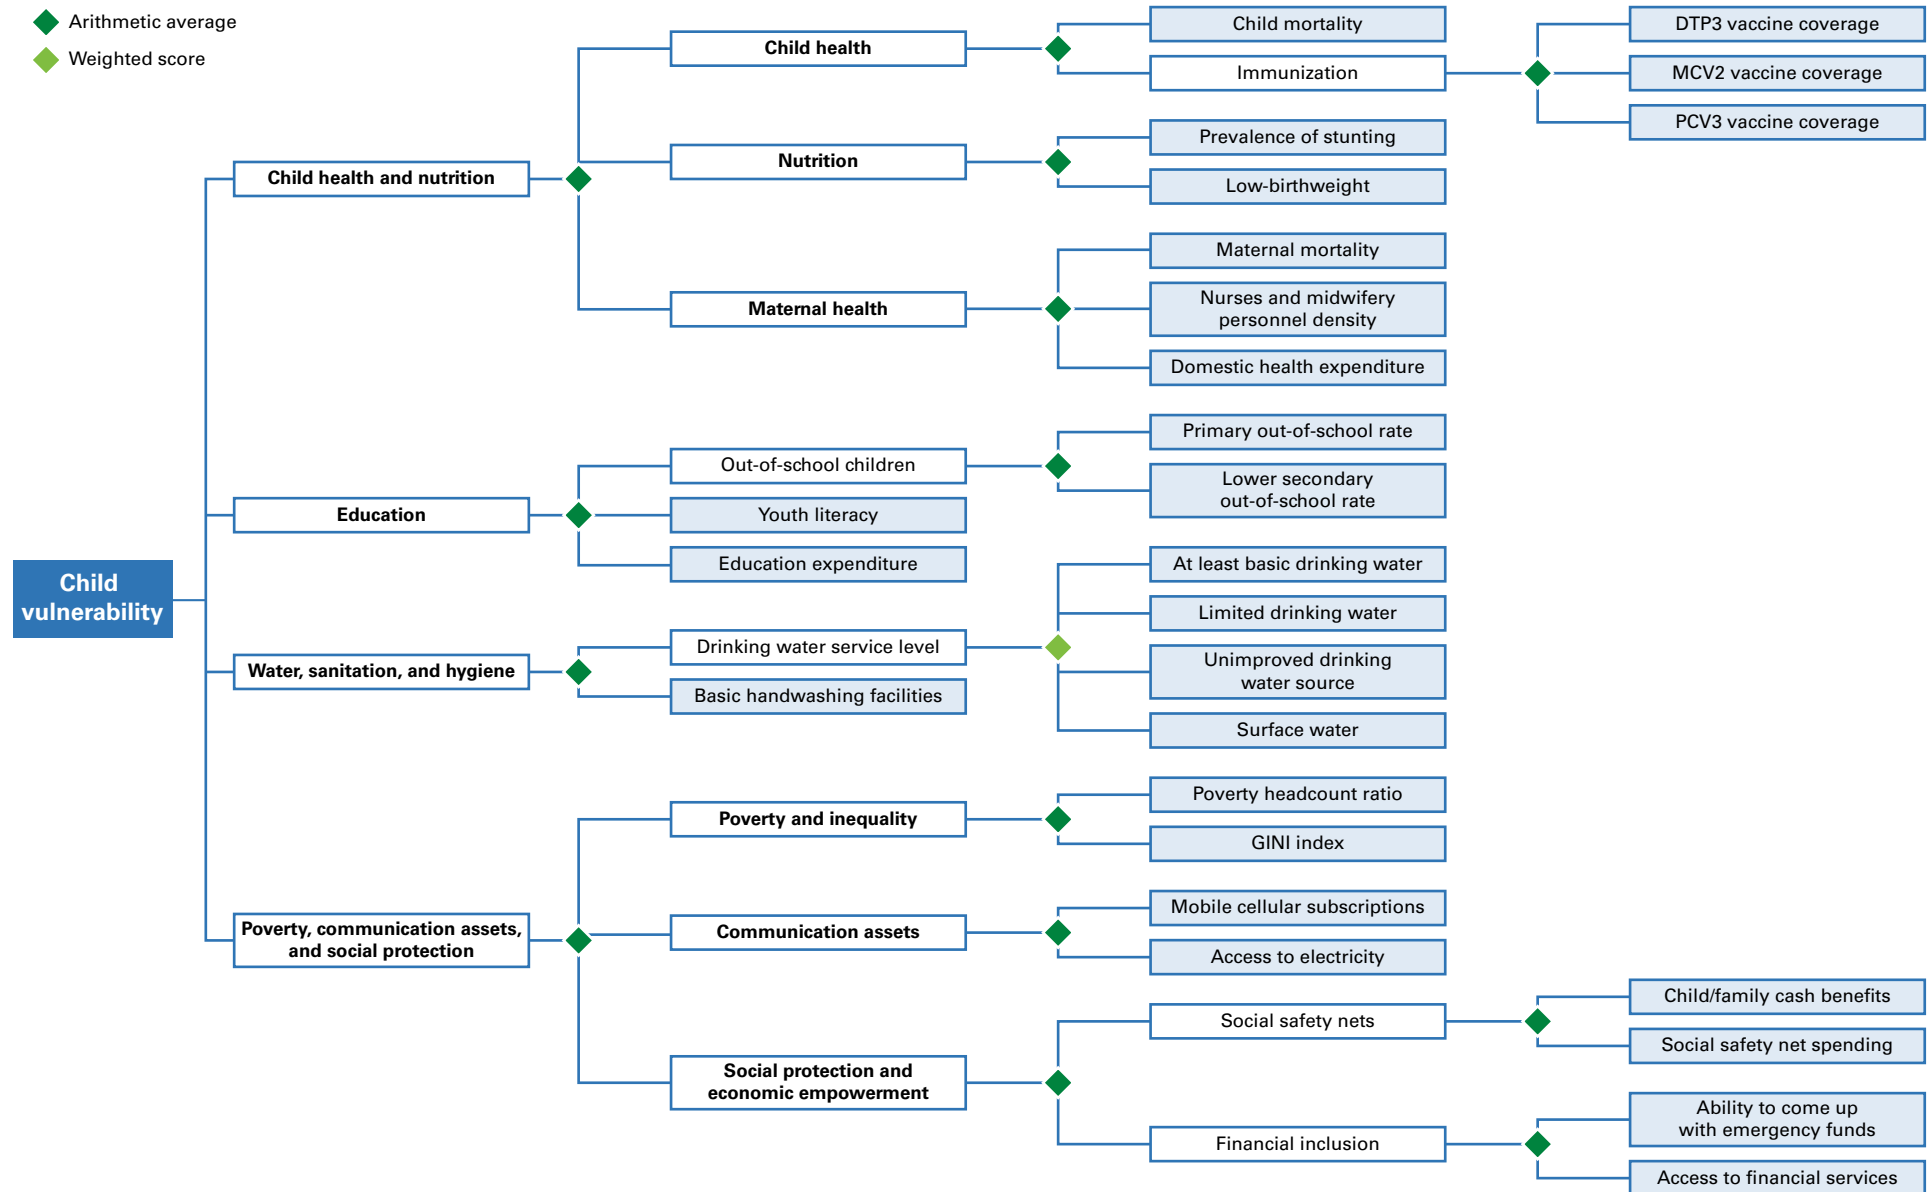 Arithmetic average
Weighted score
Child
vulnerability
Child health and nutrition
Child health
Child mortality
Immunization
DTP3 vaccine coverage
MCV2 vaccine coverage
PCV3 vaccine coverage
Nutrition
Prevalence of stunting
Low-birthweight
Maternal health
Maternal mortality
Nurses and midwifery
personnel density
Domestic health expenditure
Education
Out-of-school children
Primary out-of-school rate
Lower secondary
out-of-school rate
Youth literacy
Education expenditure
Water, sanitation, and hygiene
Drinking water service level
At least basic drinking water
Limited drinking water
Unimproved drinking
water source
Surface water
Basic handwashing facilities
Poverty, communication assets,
and social protection
Poverty and inequality
Poverty headcount ratio
GINI index
Communication assets
Mobile cellular subscriptions
Access to electricity
Social protection and
economic empowerment
Social safety nets
Child/family cash benefits
Social safety net spending
Financial inclusion
Ability to come up
with emergency funds
Access to financial services